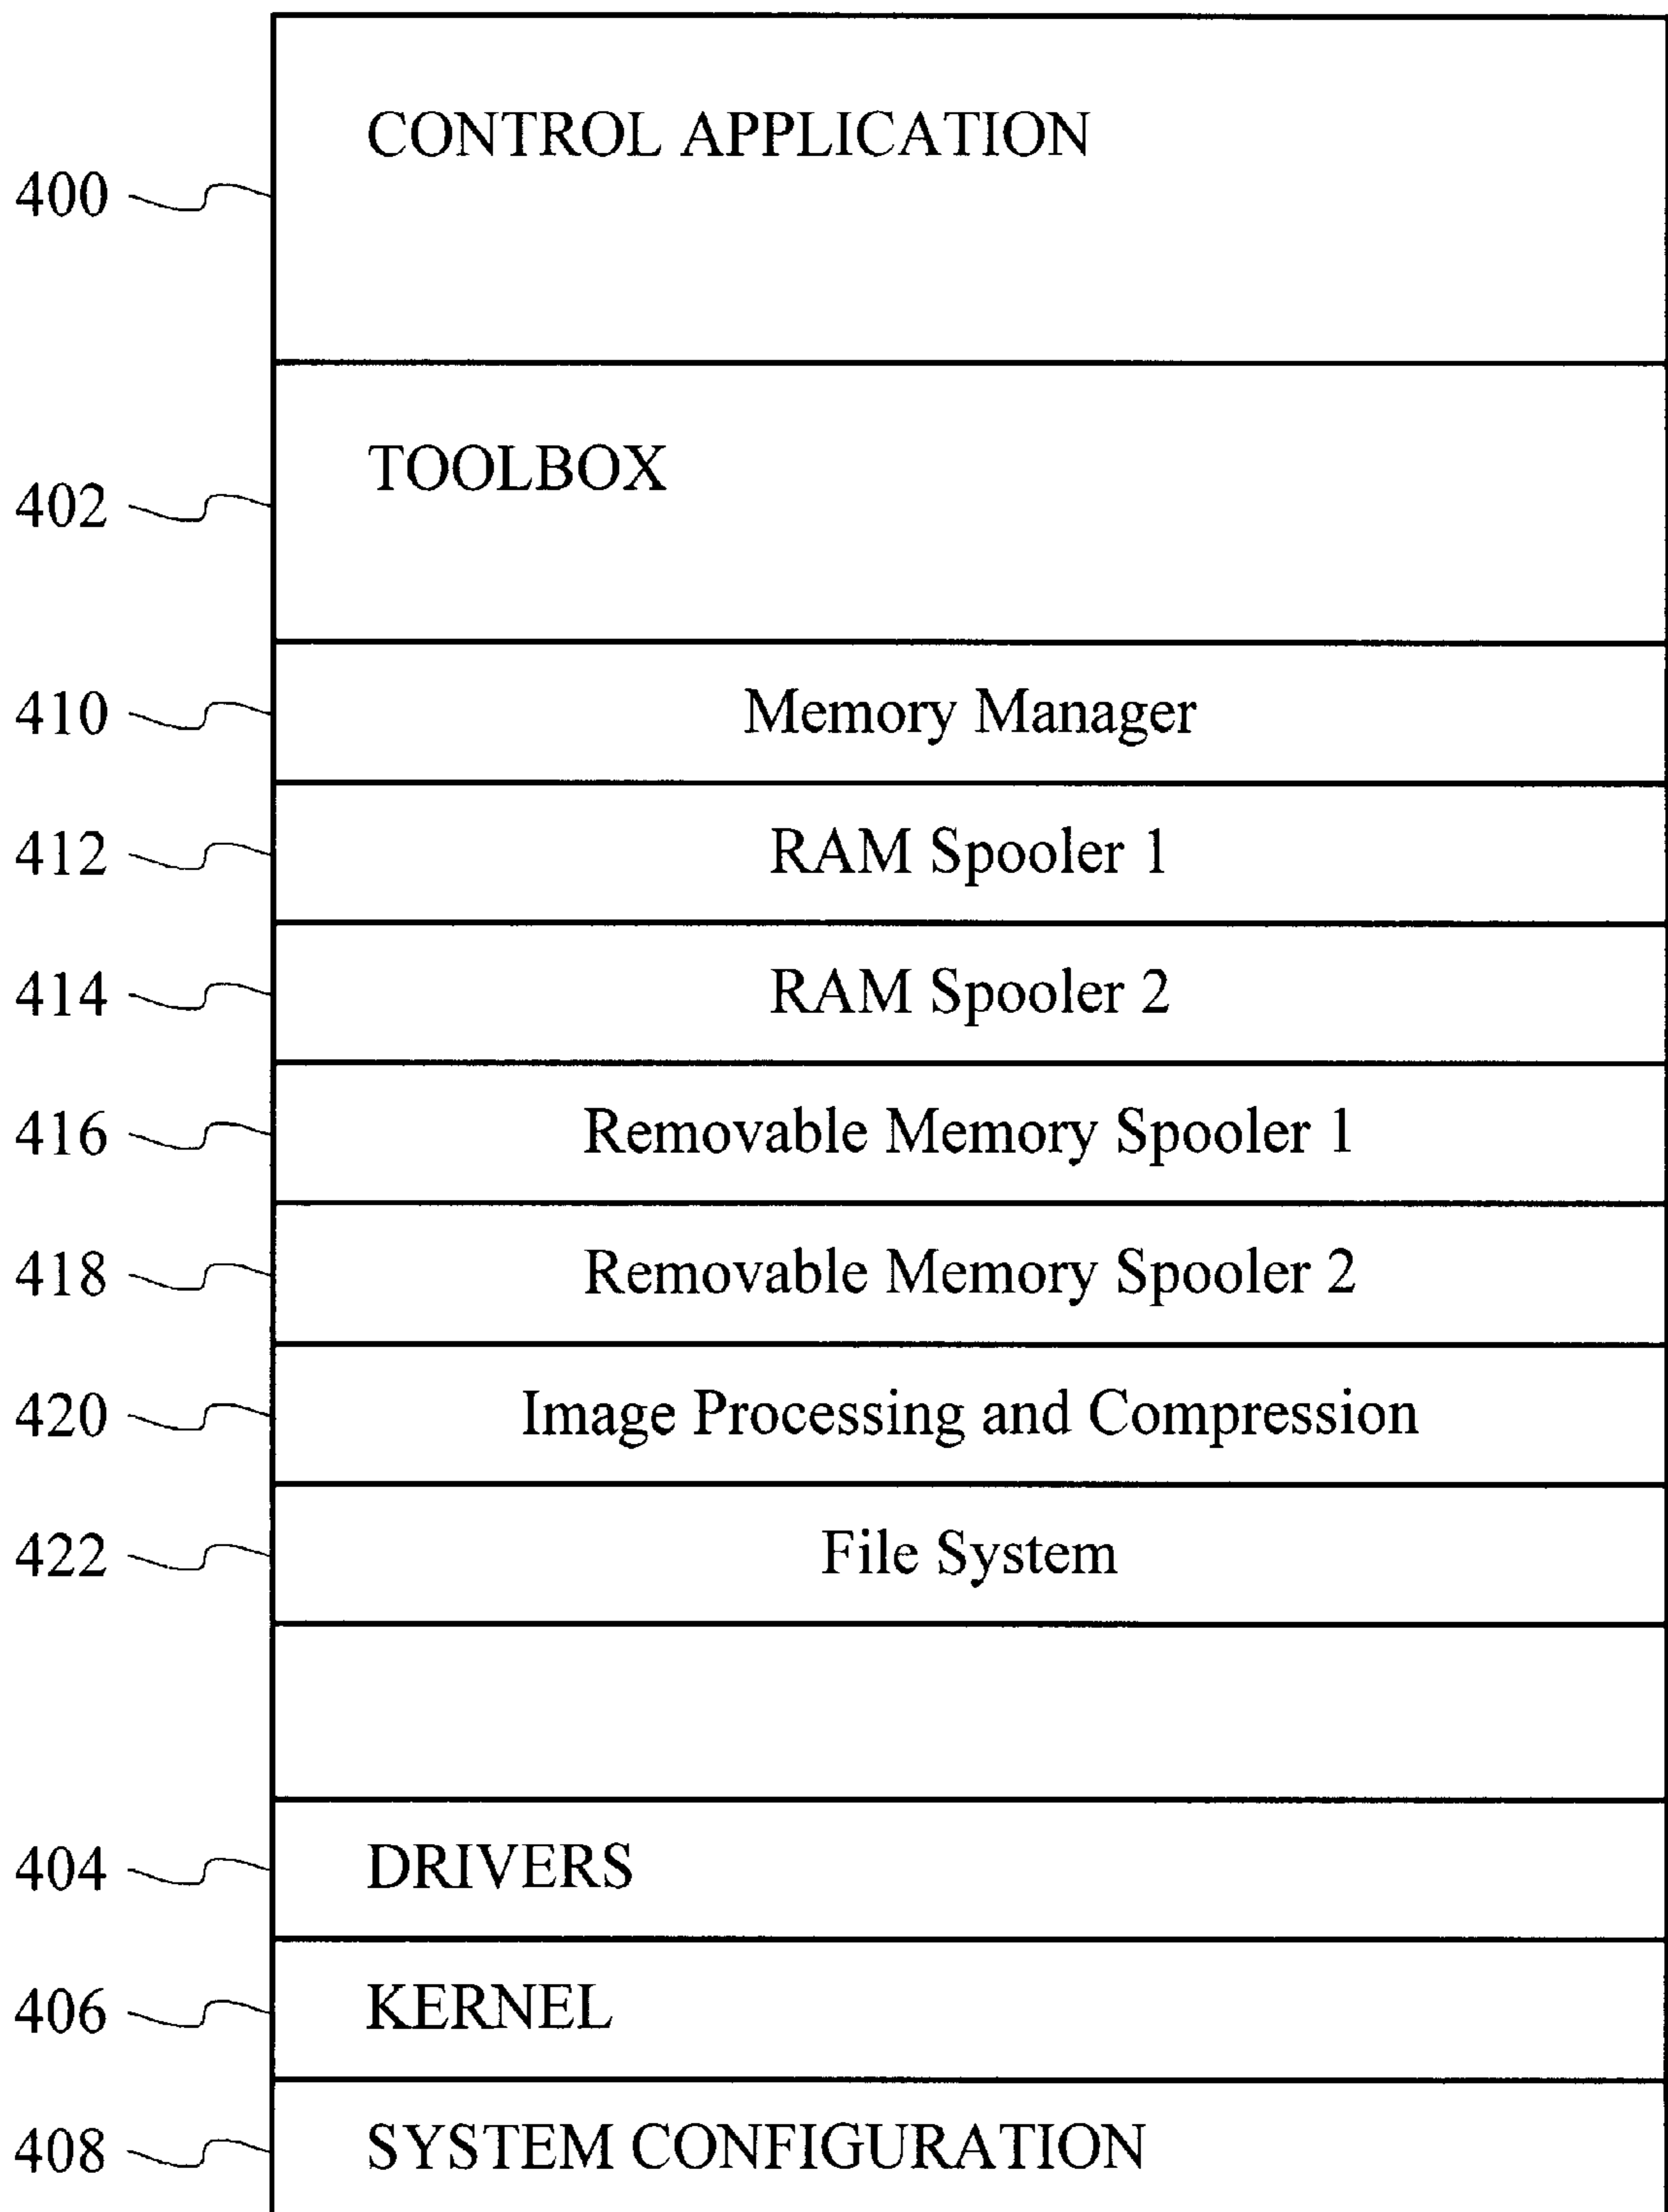 CONTROL APPLICATION
400
TOOLBOX
402
410 Memory Manager
412 RAM Spooler 1
414 RAM Spooler 2
416 Removable Memory Spooler 1
418 Removable Memory Spooler 2
420 Image Processing and Compression
422 File System
404 DRIVERS
406 KERNEL
408 SYSTEM CONFIGURATION